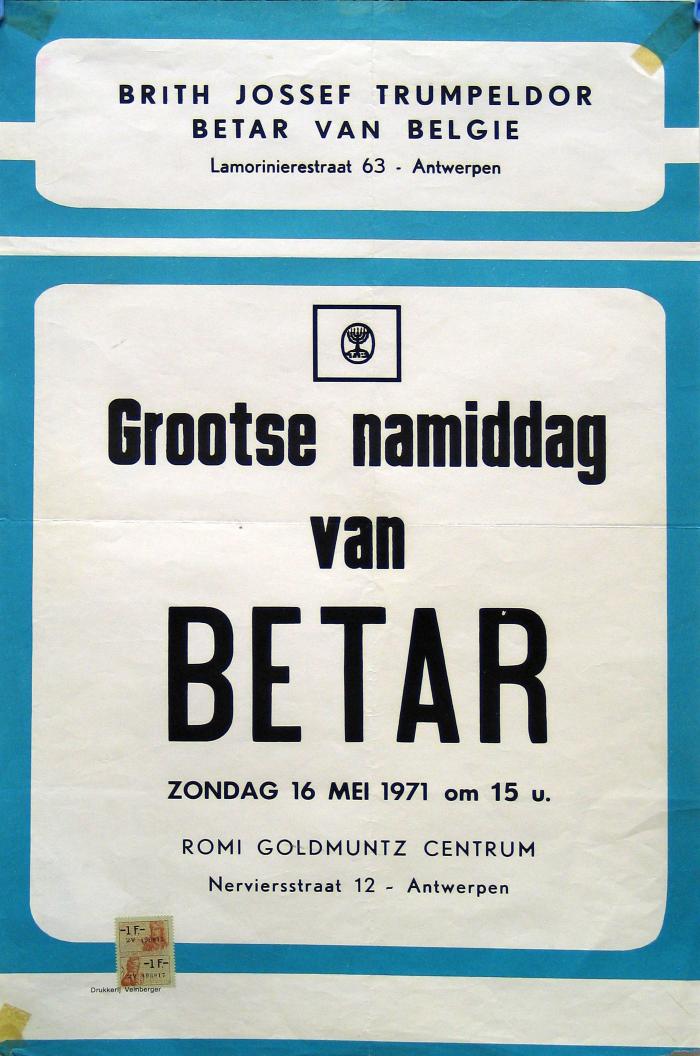 BRITH JOSSEF TRUMPELDOR
BETAR VAN BELGIE
Lamorinierestraat 63 - Antwerpen
Grootse namiddag
van
BETAR
ZONDAG 16 MEI 1971 om 15 u.
ROMI GOLDMUNTZ CENTRUM
Nerviersstraat 12 - Antwerpen
-1 F.-
-1 F.-
Drukkerij Veinberger